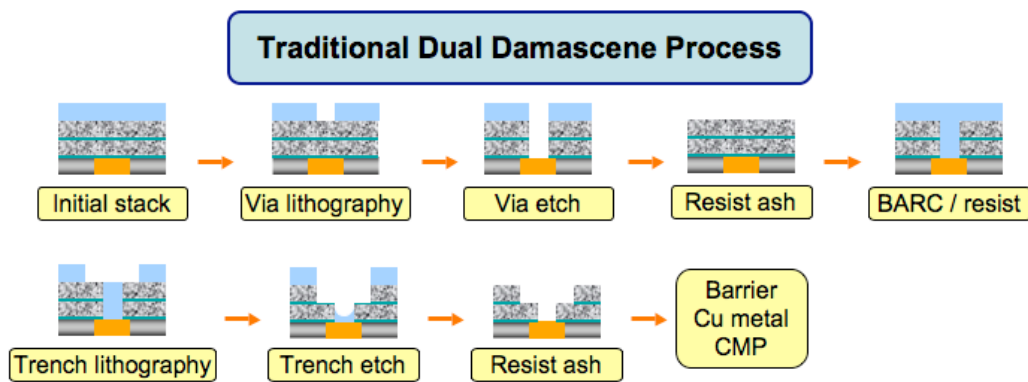 Traditional Dual Damascene Process
Initial stack
Via lithography
Via etch
Resist ash
BARC / resist
Trench lithography
Trench etch
Resist ash
Barrier
Cu metal
CMP